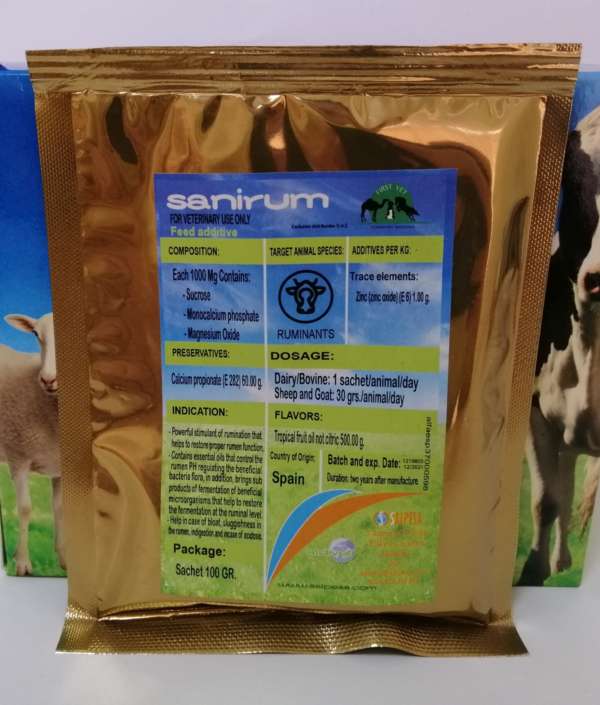 sanirum
FOR VETERINARY USE ONLY
Feed additive
FIRST VET
COMPOSITION:
Each 1000 Mg Contains:
- Sucrose
- Monocalcium phosphate
- Magnesium Oxide
TARGET ANIMAL SPECIES:
RUMINANTS
ADDITIVES PER KG:
Trace elements:
Zinc (zinc oxide) (E 6) 1.00 g.
PRESERVATIVES:
Calcium propionate (E 282) 60.00 g.
DOSAGE:
Dairy/Bovine: 1 sachet/animal/day
Sheep and Goat: 30 grs./animal/day
INDICATION:
- Powerful stimulant of rumination that
helps to restore proper rumen function.
- Contains essential oils that control the
rumen PH regulating the beneficial
bacteria flora, in addition, brings sub
products of fermentation of beneficial
microorganisms that help to restore
the fermentation at the ruminal level
- Help in case of bloat, sluggishness in
the rumen, indigestion and incase of acidose.
FLAVORS:
Tropical fruit oil not citric 500.00 g.
Country of Origin:
Spain
Batch and exp. Date:
Duration: two years after manufacture
Package:
Sachet 100 GR.